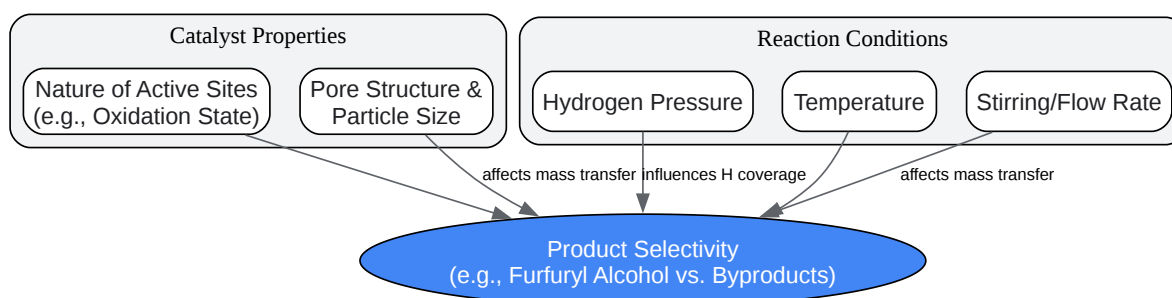 Catalyst Properties
Reaction Conditions
Nature of Active Sites
(e.g., Oxidation State)
Pore Structure &
Particle Size
Hydrogen Pressure
Temperature
Stirring/Flow Rate
affects mass transfer
influences H coverage
affects mass transfer
Product Selectivity
(e.g., Furfuryl Alcohol vs. Byproducts)